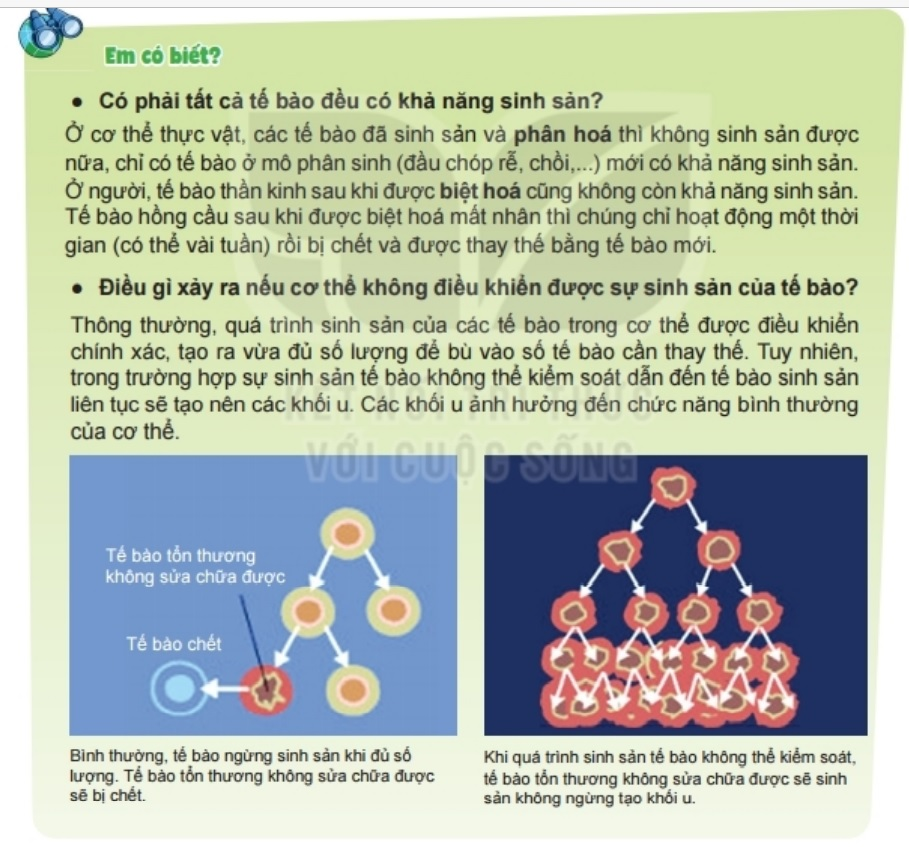 Em có biết?
● Có phải tất cả tế bào đều có khả năng sinh sản?
Ở cơ thể thực vật, các tế bào đã sinh sản và phân hoá thì không sinh sản được
nữa, chỉ có tế bào ở mô phân sinh (đầu chóp rễ, chồi,...) mới có khả năng sinh sản.
Ở người, tế bào thần kinh sau khi được biệt hoá cũng không còn khả năng sinh sản.
Tế bào hồng cầu sau khi được biệt hoá mất nhân thì chúng chỉ hoạt động một thời
gian (có thể vài tuần) rồi bị chết và được thay thế bằng tế bào mới.
● Điều gì xảy ra nếu cơ thể không điều khiển được sự sinh sản của tế bào?
Thông thường, quá trình sinh sản của các tế bào trong cơ thể được điều khiển
chính xác, tạo ra vừa đủ số lượng để bù vào số tế bào cần thay thế. Tuy nhiên,
trong trường hợp sự sinh sản tế bào không thể kiểm soát dẫn đến tế bào sinh sản
liên tục sẽ tạo nên các khối u. Các khối u ảnh hưởng đến chức năng bình thường
của cơ thể.
KẾT NỐI TRI THỨC
VỚI CUỘC SỐNG
Tế bào tổn thương
không sửa chữa được
Tế bào chết
Bình thường, tế bào ngừng sinh sản khi đủ số
lượng. Tế bào tổn thương không sửa chữa được
sẽ bị chết.
Khi quá trình sinh sản tế bào không thể kiểm soát,
tế bào tổn thương không sửa chữa được sẽ sinh
sản không ngừng tạo khối u.